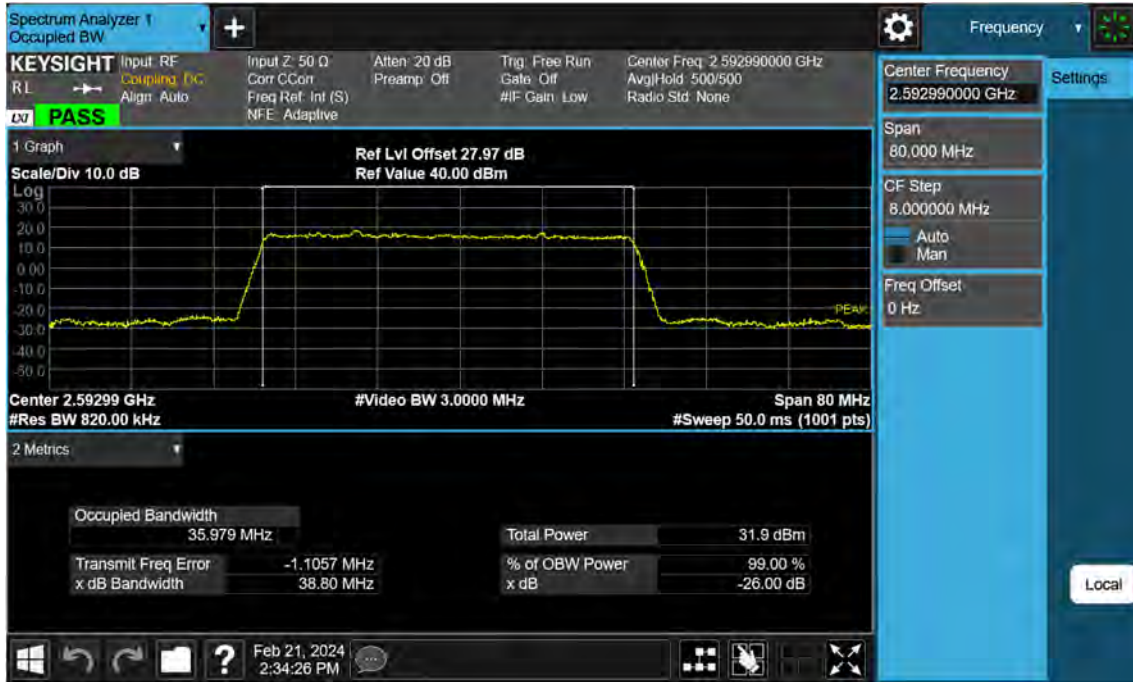 Spectrum Analyzer 1
Occupied BW
+
Frequency
KEYSIGHT Input: RF Input Z: 50 Ω Atten: 20 dB Trig: Free Run Center Freq: 2.592990000 GHz
RL Coupling: DC Corr CCorr Preamp: Off Gate: Off Avg|Hold: 500/500
Align: Auto Freq Ref: Int (S) #IF Gain: Low Radio Std: None
NFE: Adaptive
LXI PASS
Center Frequency
2.592990000 GHz
Settings
Span
80.000 MHz
CF Step
8.000000 MHz
Auto
Man
Freq Offset
0 Hz
1 Graph
Ref Lvl Offset 27.97 dB
Scale/Div 10.0 dB Ref Value 40.00 dBm
Log
30.0
20.0
10.0
0.00
-10.0
-20.0
PEAK
-30.0
-40.0
-50.0
Center 2.59299 GHz #Video BW 3.0000 MHz Span 80 MHz
#Res BW 820.00 kHz #Sweep 50.0 ms (1001 pts)
2 Metrics
Occupied Bandwidth
35.979 MHz Total Power 31.9 dBm
Transmit Freq Error -1.1057 MHz % of OBW Power 99.00 %
x dB Bandwidth 38.80 MHz x dB -26.00 dB
Local
?
Feb 21, 2024
2:34:26 PM